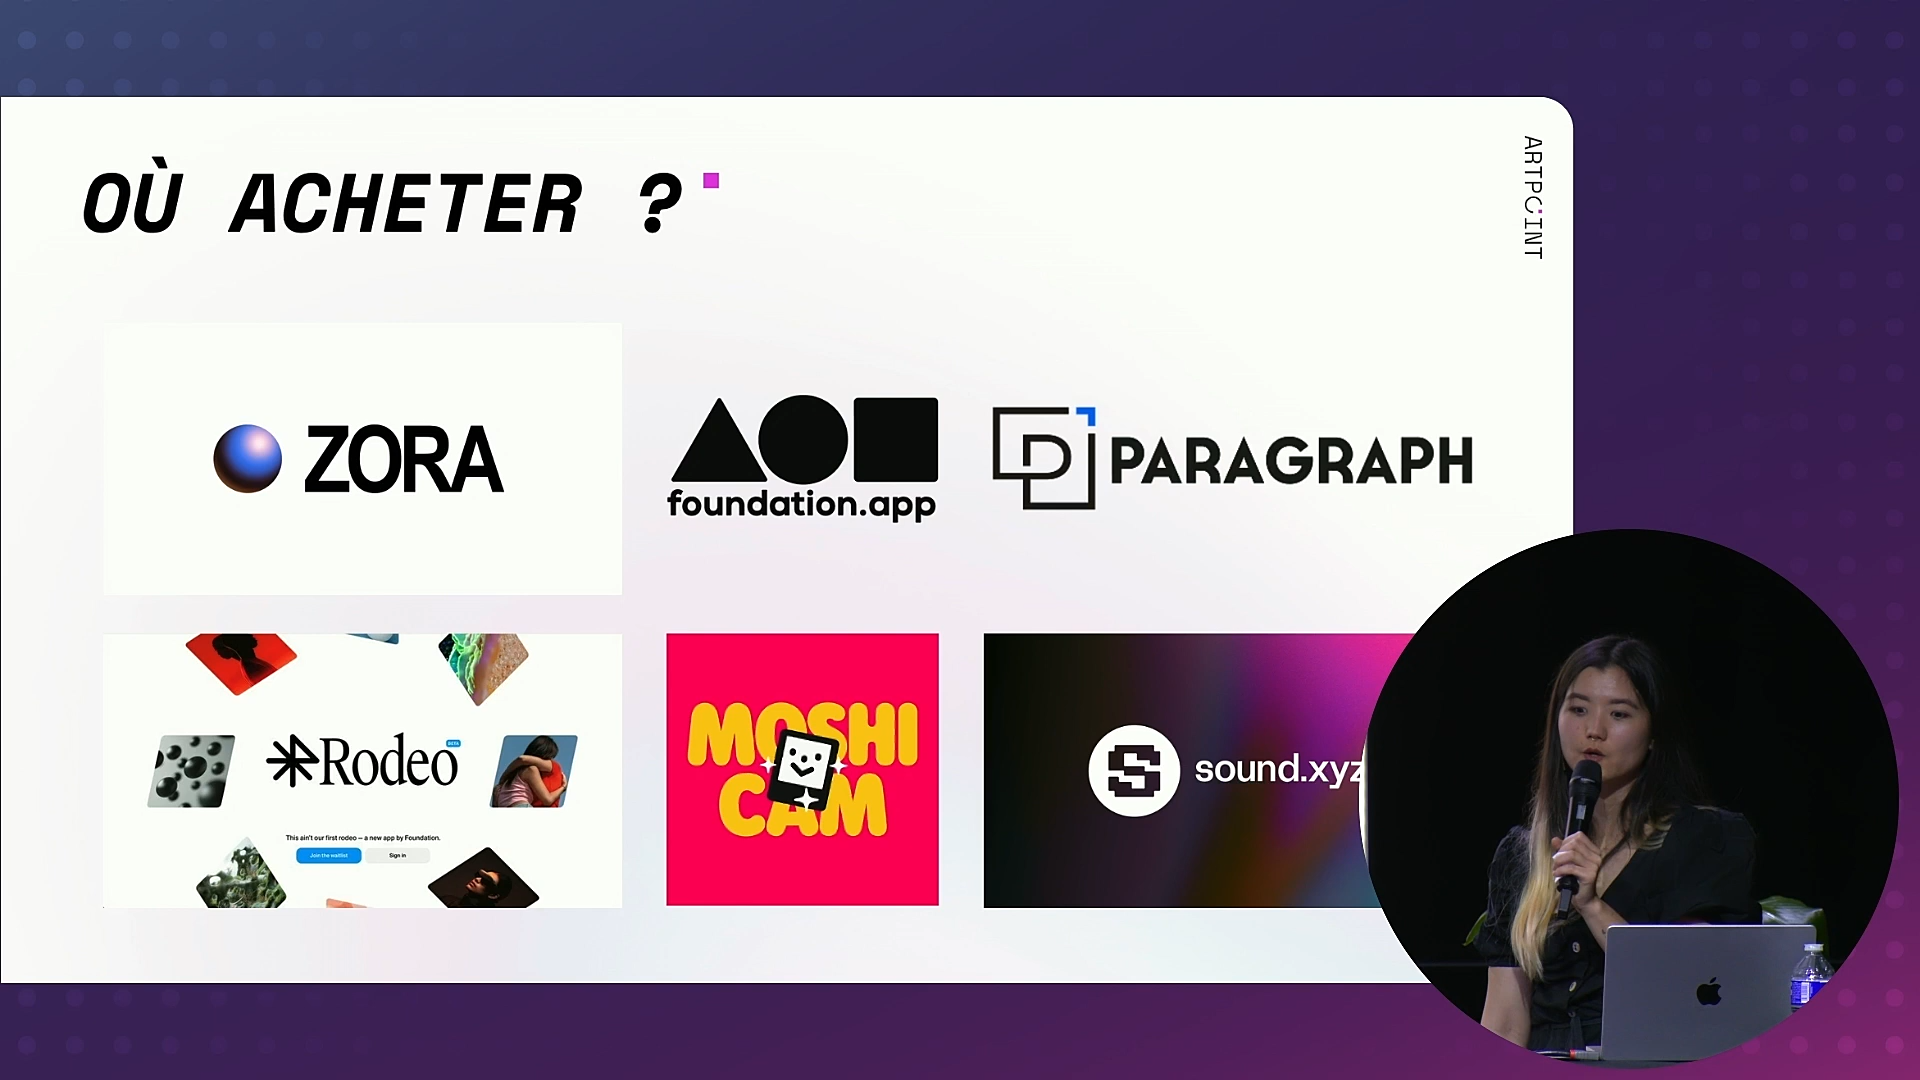 OÙ ACHETER ?
ARTPOINT
ZORA
foundation.app
PARAGRAPH
Rodeo
BETA
This ain't our first rodeo — a new app by Foundation.
Join the waitlist
Sign in
MOSHI
CAM
sound.xyz